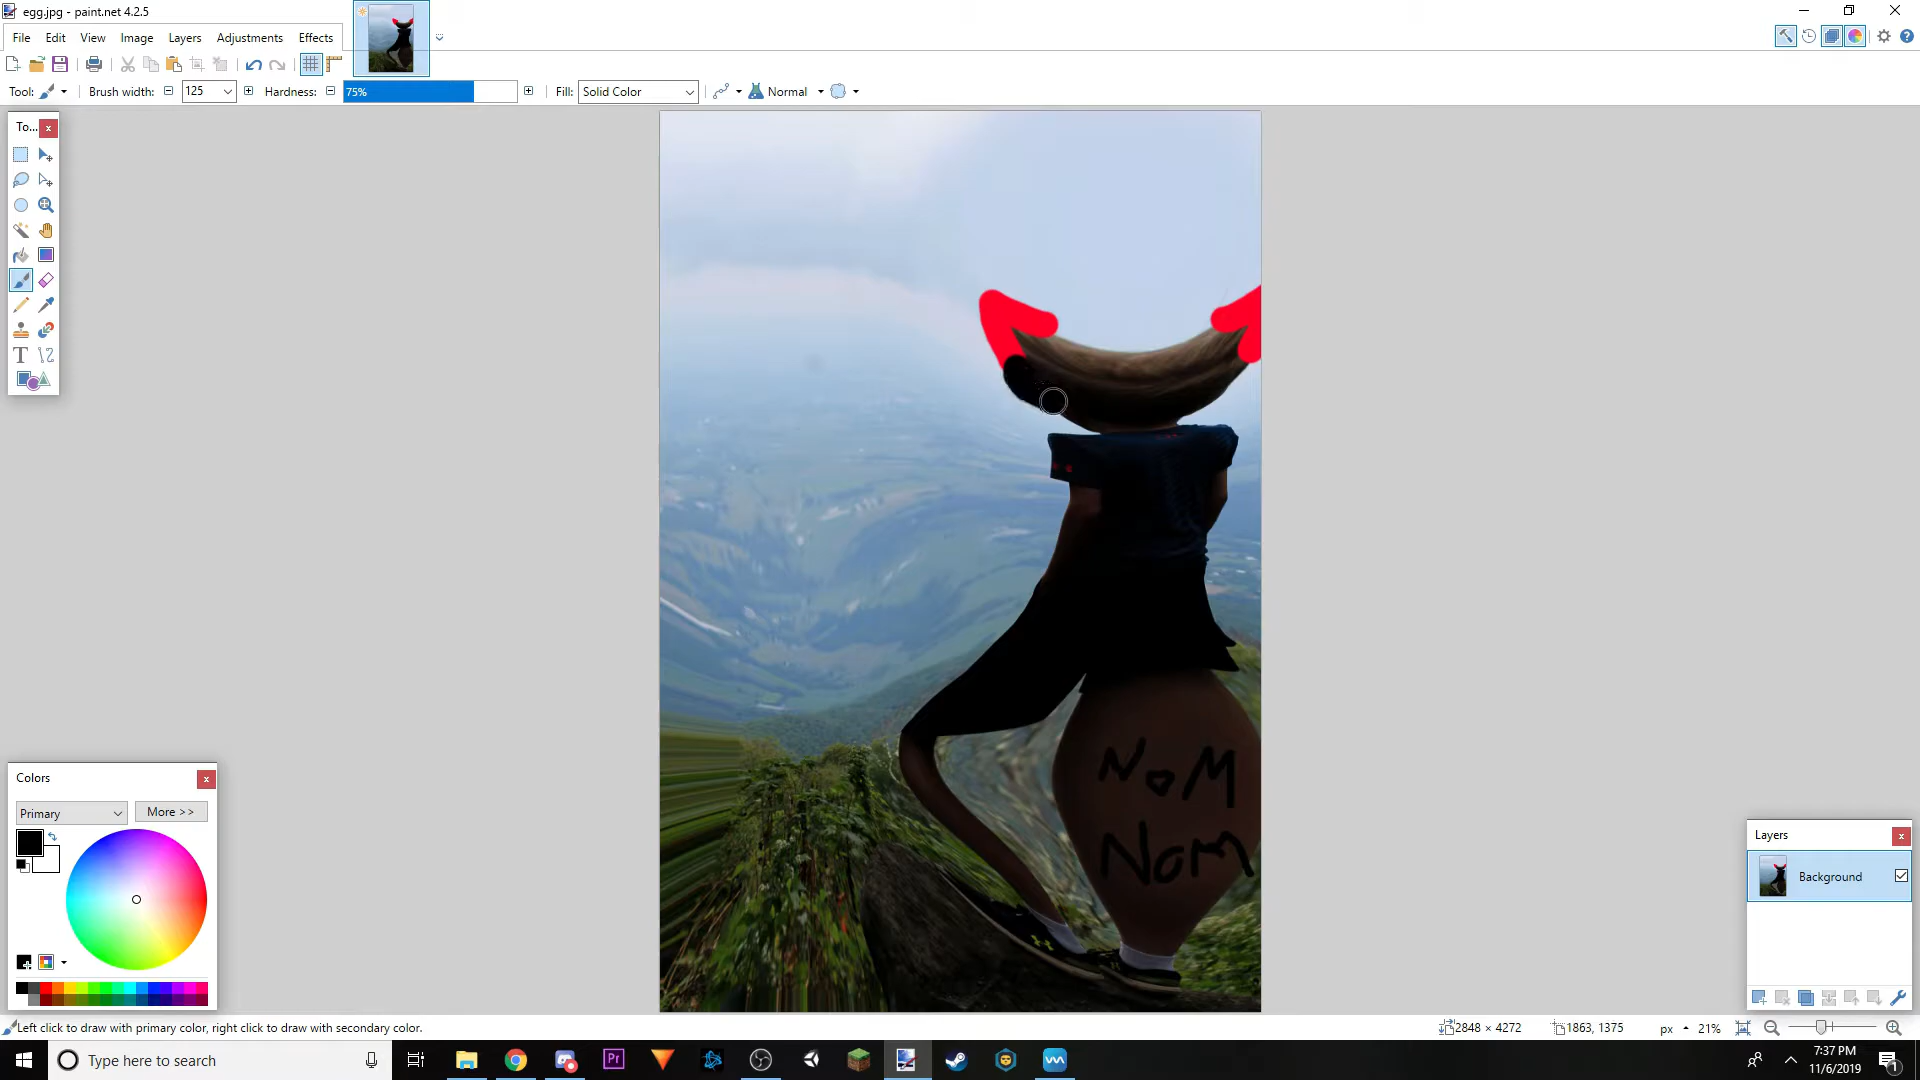 egg.jpg - paint.net 4.2.5
File Edit View Image Layers Adjustments Effects
Tool: Brush width: 125 Hardness: 75% Fill: Solid Color Normal
To...
T
NoM
NoM
Colors
Primary More >>
Layers
Background
Left click to draw with primary color, right click to draw with secondary color. 2848 × 4272 1863, 1375 px 21%
Type here to search Pr 7:37 PM
11/6/2019 1